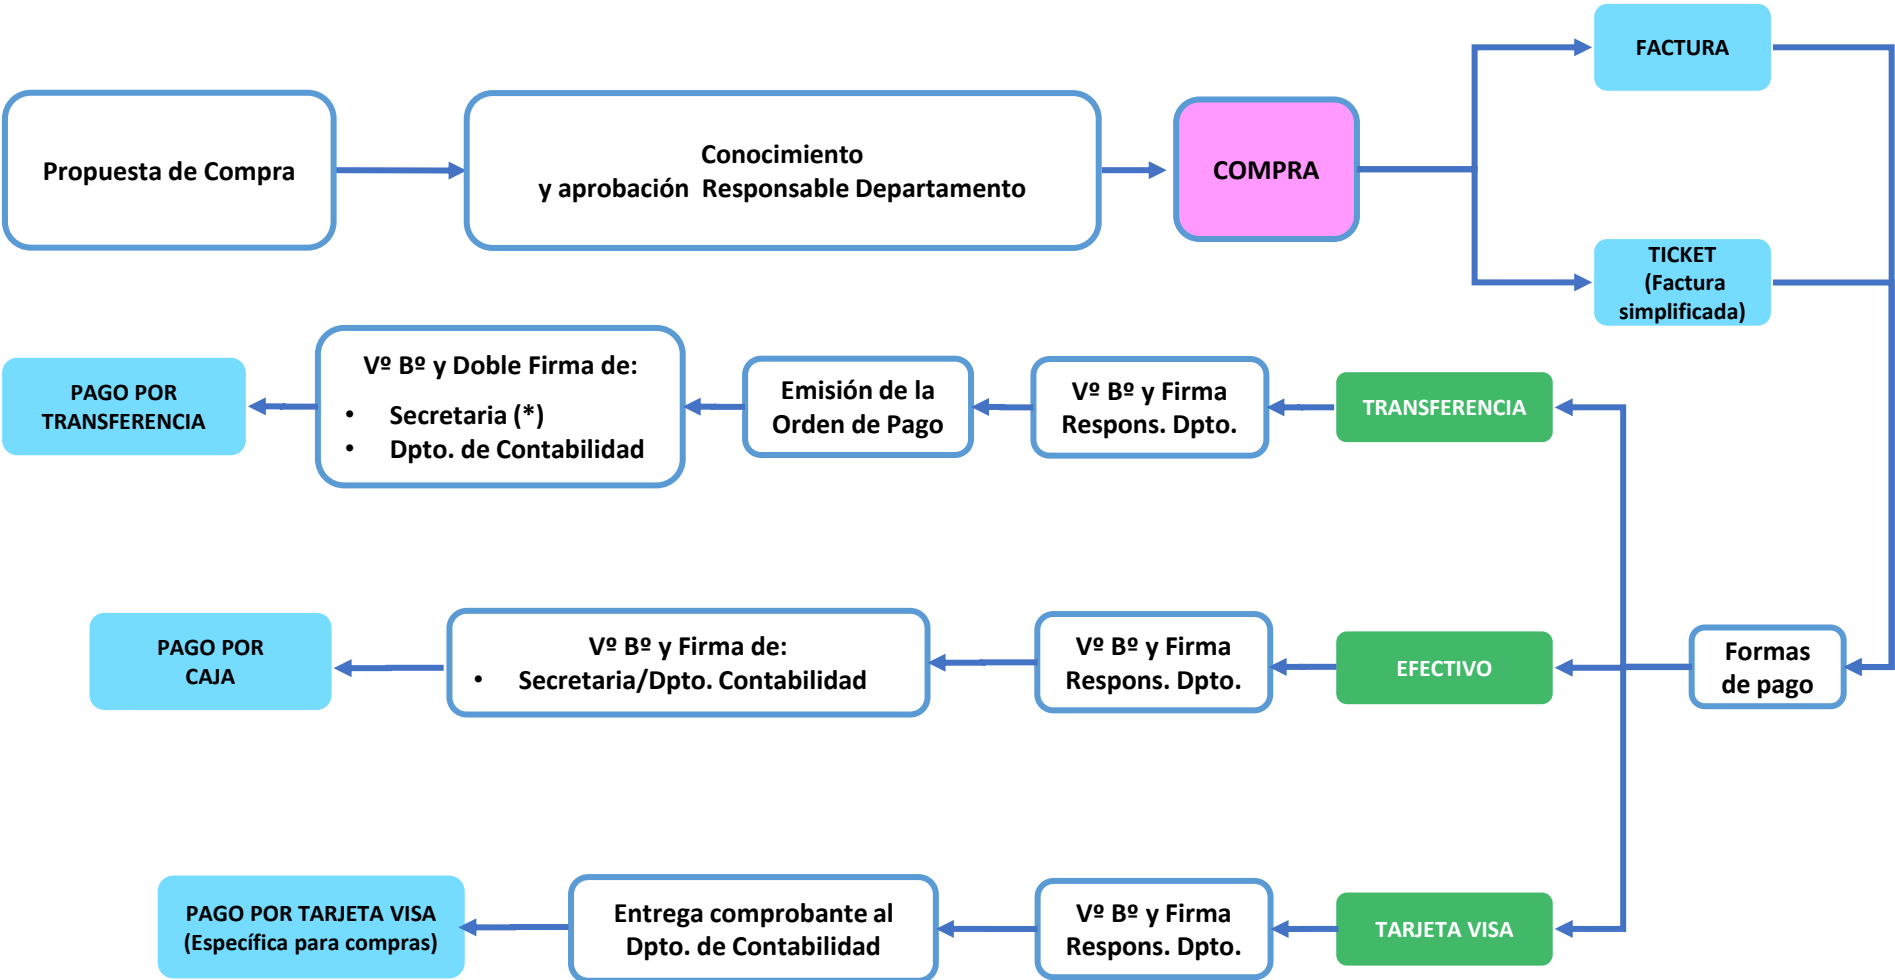 FACTURA
Propuesta de Compra
Conocimiento
y aprobación Responsable Departamento
COMPRA
TICKET
(Factura
simplificada)
PAGO POR
TRANSFERENCIA
Vº Bº y Doble Firma de:
• Secretaria (*)
• Dpto. de Contabilidad
Emisión de la
Orden de Pago
Vº Bº y Firma
Respons. Dpto.
TRANSFERENCIA
PAGO POR
CAJA
Vº Bº y Firma de:
• Secretaria/Dpto. Contabilidad
Vº Bº y Firma
Respons. Dpto.
EFECTIVO
Formas
de pago
PAGO POR TARJETA VISA
(Específica para compras)
Entrega comprobante al
Dpto. de Contabilidad
Vº Bº y Firma
Respons. Dpto.
TARJETA VISA